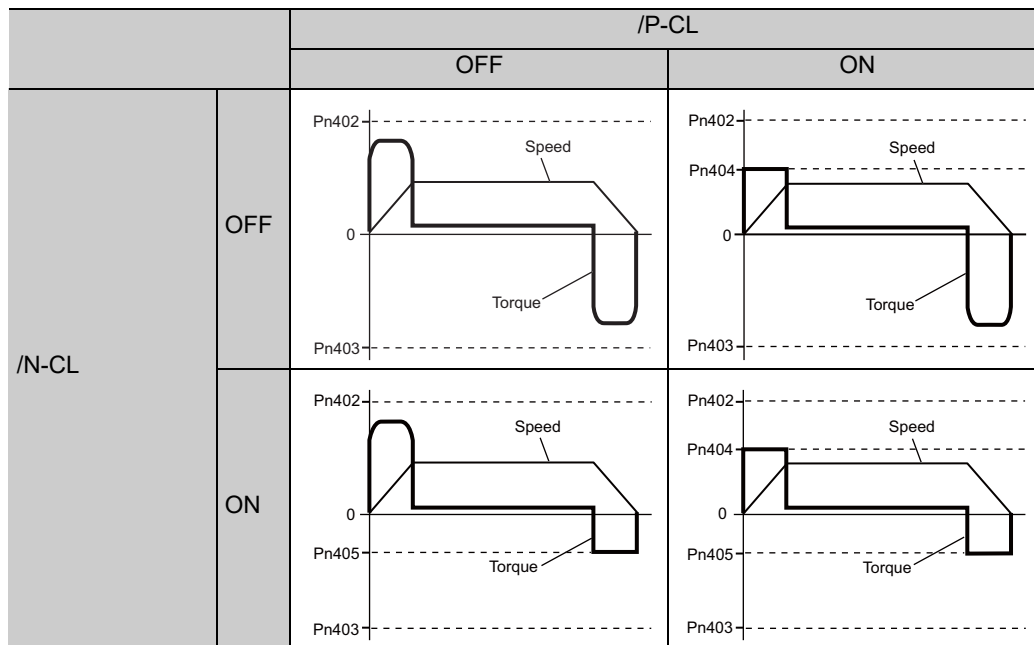 /P-CL
OFF
ON
/N-CL
OFF
Pn402
Speed
0
Torque
Pn403
Pn402
Pn404
Speed
0
Torque
Pn403
ON
Pn402
Speed
0
Pn405
Torque
Pn403
Pn402
Pn404
Speed
0
Pn405
Torque
Pn403